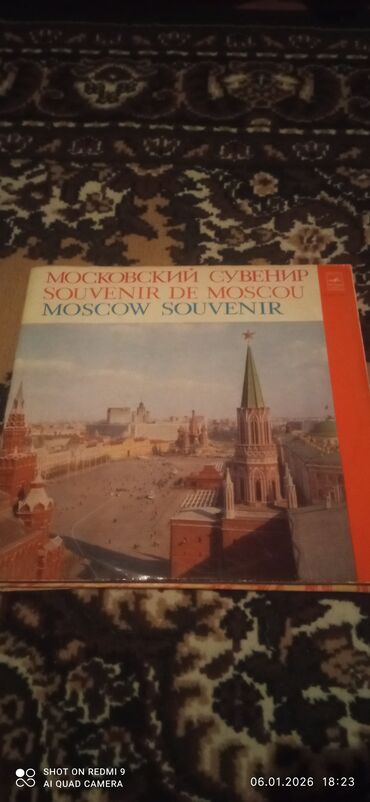 МОСКОВСКИЙ СУВЕНИР
SOUVENIR DE MOSCOU
MOSCOW SOUVENIR
SHOT ON REDMI 9
AI QUAD CAMERA
06.01.2026 18:23